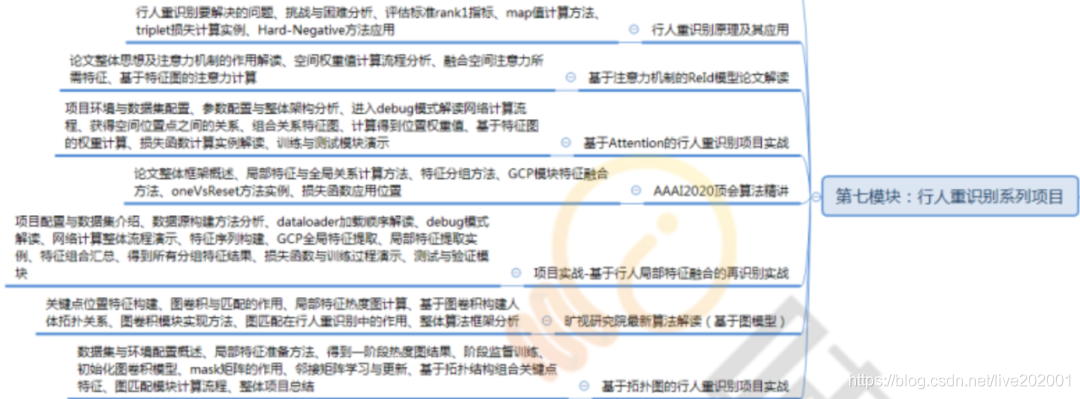 行人重识别要解决的问题、挑战与困难分析、评估标准rank1指标、map值计算方法、
triplet损失计算实例、Hard-Negative方法应用
行人重识别原理及其应用
论文整体思想及注意力机制的作用解读、空间权重值计算流程分析、融合空间注意力所
需特征、基于特征图的注意力计算
基于注意力机制的ReId模型论文解读
项目环境与数据集配置、参数配置与整体架构分析、进入debug模式解读网络计算流
程、获得空间位置点之间的关系、组合关系特征图、计算得到位置权重值、基于特征图
的权重计算、损失函数计算实例解读、训练与测试模块演示
基于Attention的行人重识别项目实战
论文整体框架概述、局部特征与全局关系计算方法、特征分组方法、GCP模块特征融合
方法、oneVsReset方法实例、损失函数应用位置
AAAI2020顶会算法精讲
第七模块：行人重识别系列项目
项目配置与数据集介绍、数据源构建方法分析、dataloader加载顺序解读、debug模式
解读、网络计算整体流程演示、特征序列构建、GCP全局特征提取、局部特征提取实
例、特征组合汇总、得到所有分组特征结果、损失函数与训练过程演示、测试与验证模
块
项目实战-基于行人局部特征融合的再识别实战
关键点位置特征构建、图卷积与匹配的作用、局部特征热度图计算、基于图卷积构建人
体拓扑关系、图卷积模块实现方法、图匹配在行人重识别中的作用、整体算法框架分析
旷视研究院最新算法解读（基于图模型）
数据集与环境配置概述、局部特征准备方法、得到一阶段热度图结果、阶段监督训练、
初始化图卷积模型、mask矩阵的作用、邻接矩阵学习与更新、基于拓扑结构组合关键点
特征、图匹配模块计算流程、整体项目总结
基于拓扑图的行人重识别项目实战
https://blog.csdn.net/live202001